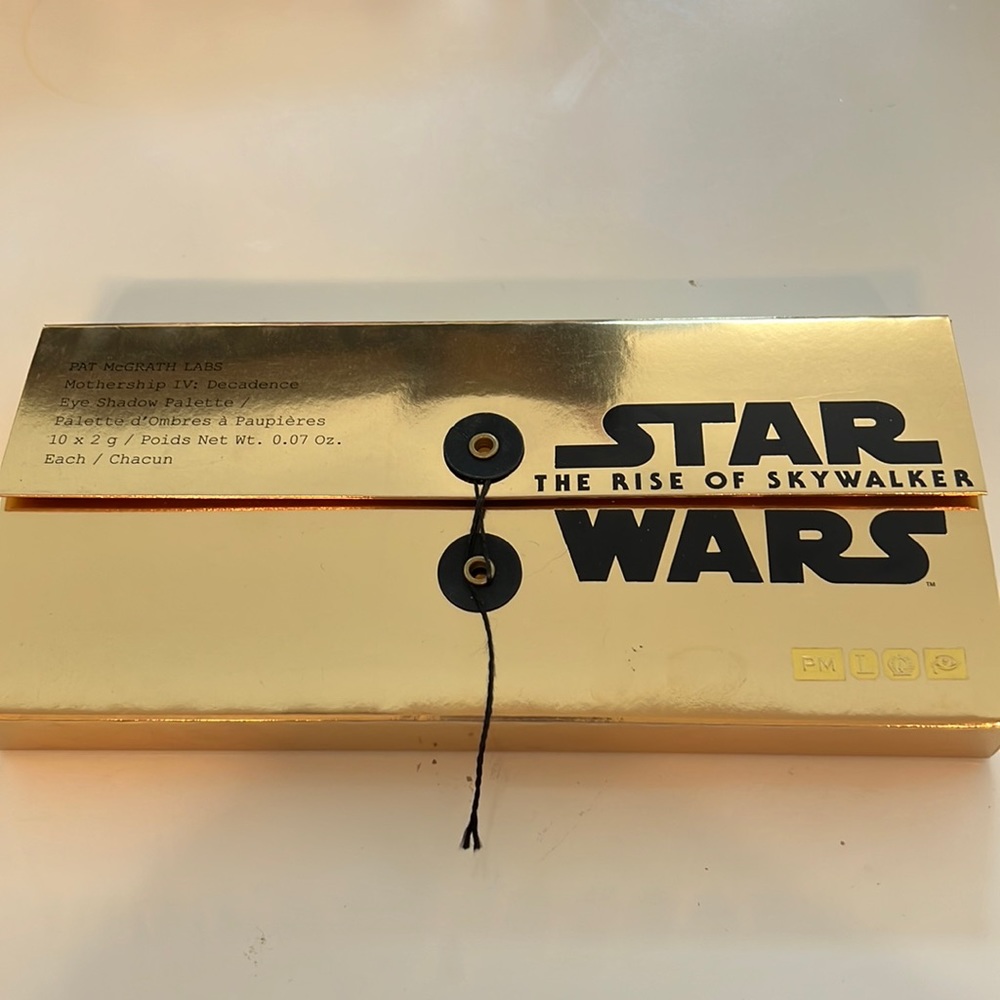 PAT McGRATH LABS
Mothership IV: Decadence
Eye Shadow Palette /
Palette d'Ombres à Paupières
10 x 2 g / Poids Net Wt. 0.07 Oz.
Each / Chacun
STAR
THE RISE OF SKYWALKER
WARS
™
PM L C